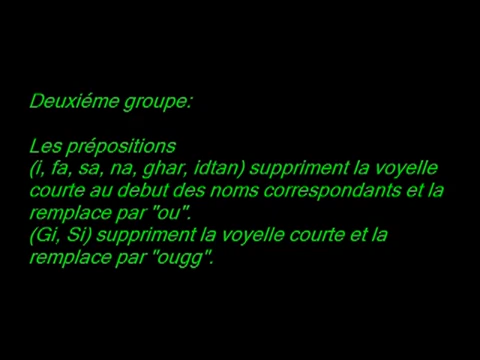 Deuxiéme groupe:
Les prépositions
(i, fa, sa, na, ghar, idtan) suppriment la voyelle
courte au debut des noms correspondants et la
remplace par "ou".
(Gi, Si) suppriment la voyelle courte et la
remplace par "ougg".